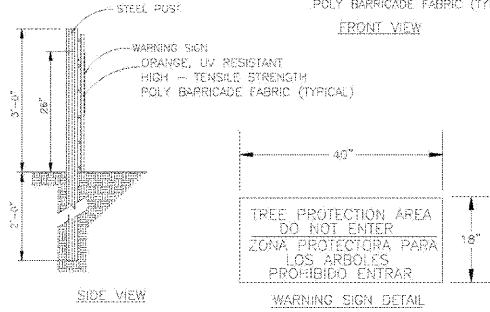 POLY BARRICADE FABRIC
FRONT VIEW
STEEL POST
WARNING SIGN
ORANGE, UV RESISTANT
HIGH - TENSILE STRENGTH
POLY BARRICADE FABRIC (TYPICAL)
3'-0"
2'-0"
SIDE VIEW
40"
18"
TREE PROTECTION AREA
DO NOT ENTER
ZONA PROTECTORA PARA
LOS ARBOLES
PROHIBIDO ENTRAR
WARNING SIGN DETAIL